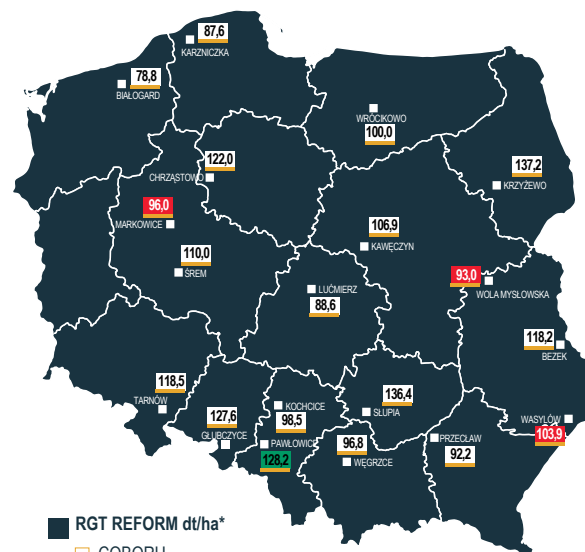 87,6
KARZNICZKA
78,8
BIAŁOGARD
WRÓCIKOWO
100,0
122,0
CHRZĄSTOWO
137,2
KRZYŻEWO
96,0
MARKOWICE
106,9
KAWĘCZYN
110,0
ŚREM
93,0
WOLA MYSŁOWSKA
LUĆMIERZ
88,6
118,2
BEZEK
118,5
TARNÓW
136,4
SŁUPIA
KOCHCICE
98,5
127,6
GŁUBCZYCE
WASYLÓW
103,9
PAWŁOWICE
128,2
96,8
WĘGRZCE
PRZECŁAW
92,2
RGT REFORM dt/ha*
COBORU